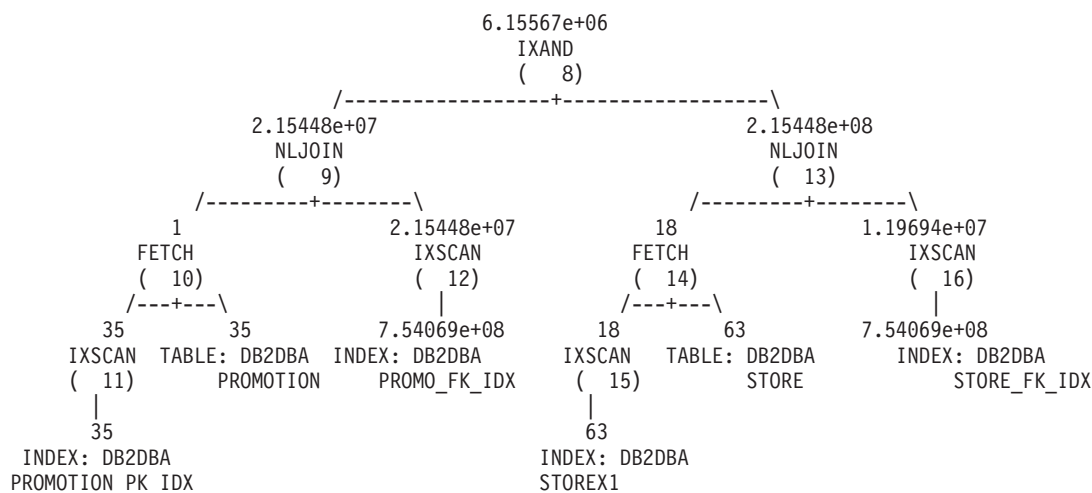 6.15567e+06
IXAND
( 8)
/------------------+------------------\
2.15448e+07 2.15448e+08
NLJOIN NLJOIN
( 9) ( 13)
/---------+--------\ /---------+--------\
1 2.15448e+07 18 1.19694e+07
FETCH IXSCAN FETCH IXSCAN
( 10) ( 12) ( 14) ( 16)
/---+---\ | /---+---\ |
35 35 7.54069e+08 18 63 7.54069e+08
IXSCAN TABLE: DB2DBA INDEX: DB2DBA IXSCAN TABLE: DB2DBA INDEX: DB2DBA
( 11) PROMOTION PROMO_FK_IDX ( 15) STORE STORE_FK_IDX
| |
35 63
INDEX: DB2DBA INDEX: DB2DBA
PROMOTION_PK_IDX STOREX1